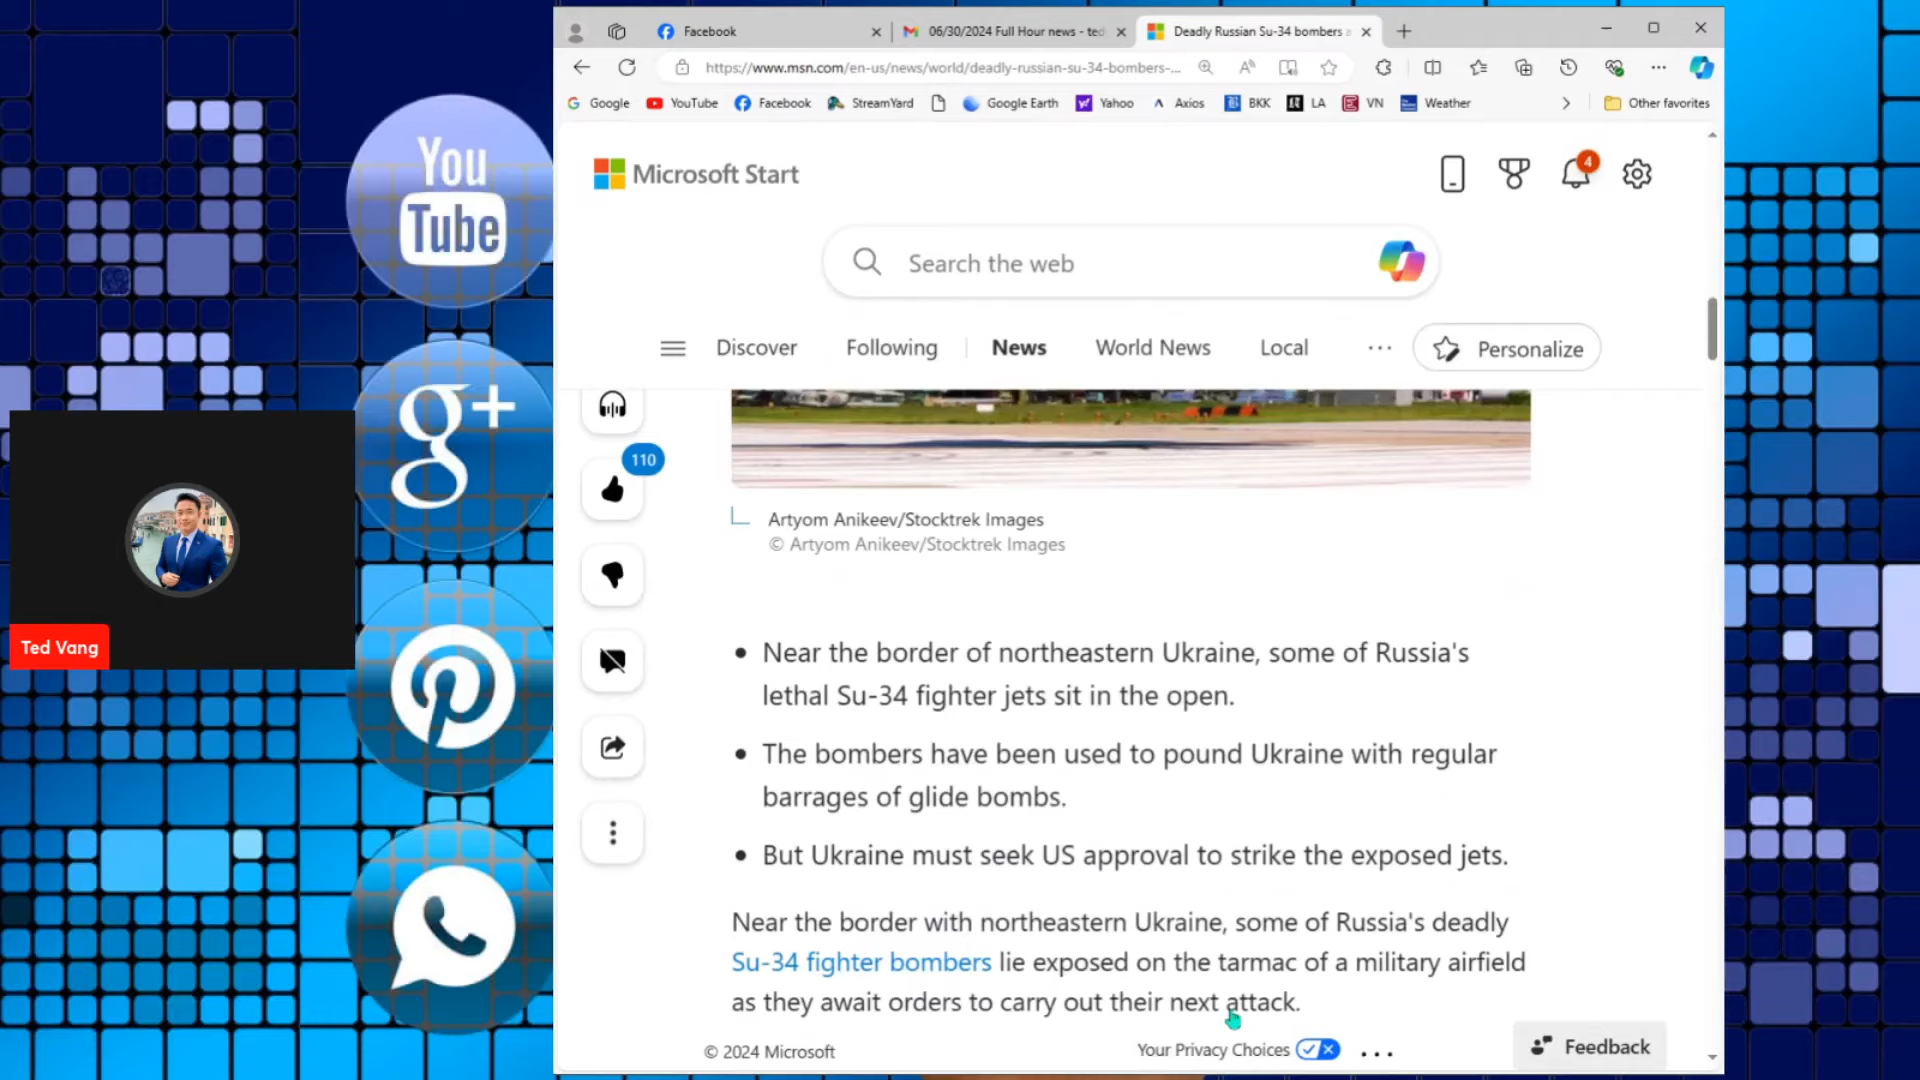 You
Tube
g+
Ted Vang
Facebook
06/30/2024 Full Hour news - ted
Deadly Russian Su-34 bombers a
https://www.msn.com/en-us/news/world/deadly-russian-su-34-bombers-...
Google
YouTube
Facebook
StreamYard
Google Earth
Yahoo
Axios
BKK
LA
VN
Weather
Other favorites
Microsoft Start
4
Search the web
Discover
Following
News
World News
Local
Personalize
110
Artyom Anikeev/Stocktrek Images
© Artyom Anikeev/Stocktrek Images
• Near the border of northeastern Ukraine, some of Russia's
lethal Su-34 fighter jets sit in the open.
• The bombers have been used to pound Ukraine with regular
barrages of glide bombs.
• But Ukraine must seek US approval to strike the exposed jets.
Near the border with northeastern Ukraine, some of Russia's deadly
Su-34 fighter bombers lie exposed on the tarmac of a military airfield
as they await orders to carry out their next attack.
© 2024 Microsoft
Your Privacy Choices
Feedback